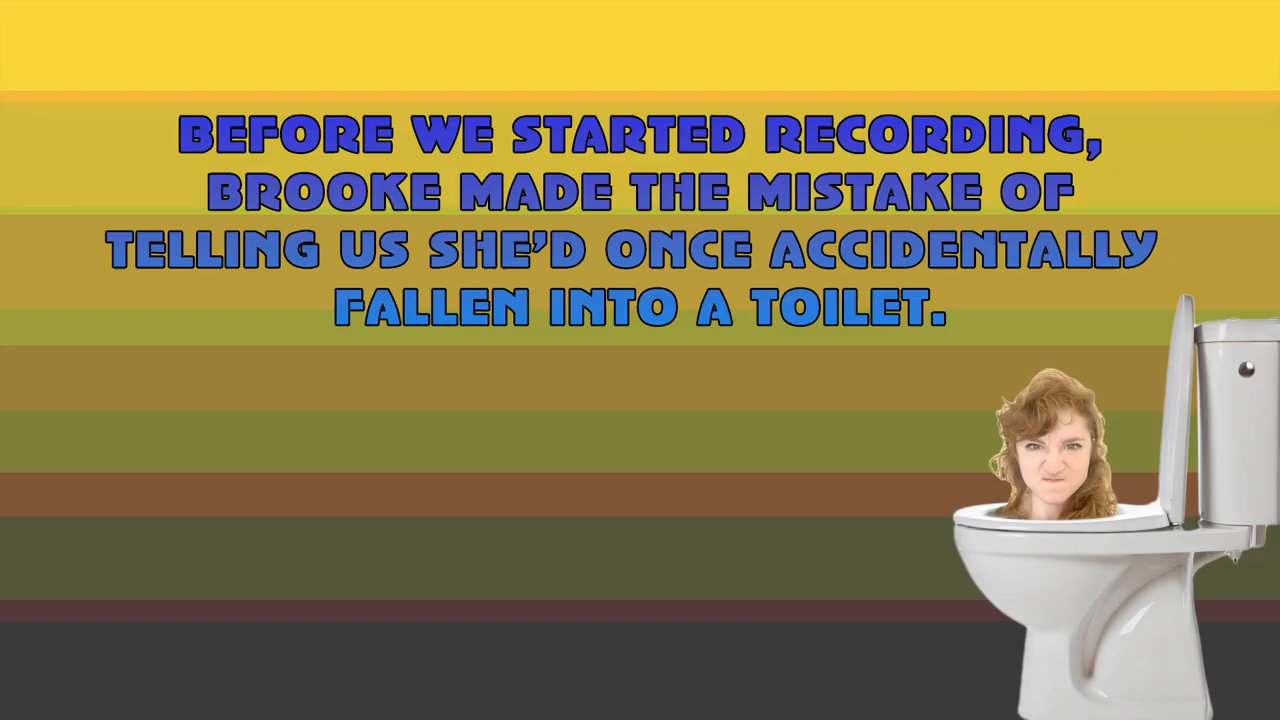 BEFORE WE STARTED RECORDING,
BROOKE MADE THE MISTAKE OF
TELLING US SHE’D ONCE ACCIDENTALLY
FALLEN INTO A TOILET.